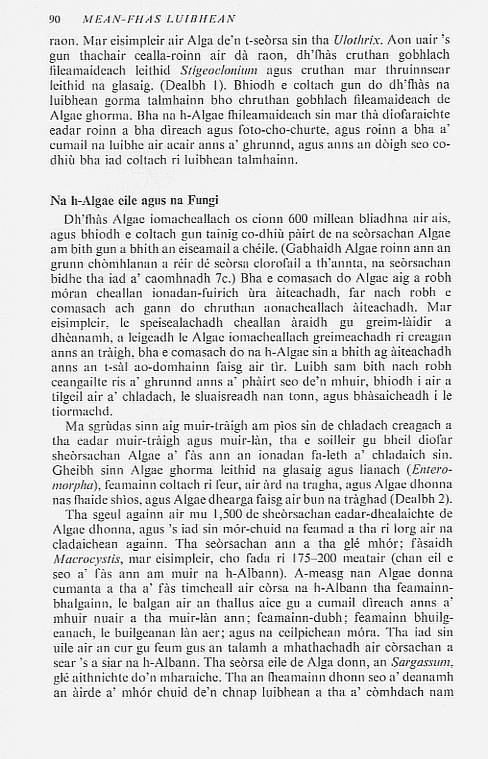 90 MEAN-FHAS LUIBHEAN
raon. Mar eisimpleir air Alga de'n t-seòrsa sin tha Ulothrix. Aon uair 's
gun thachair cealla-roinn air dà raon, dh'fhàs cruthan gobhlach
fileamaideach leithid Stigeoclonium agus cruthan mar thruinnsear
leithid na glasaig. (Dealbh 1). Bhiodh e coltach gun do dh'fhàs na
luibhean gorma talmhainn bho chruthan gobhlach fileamaideach de
Algae ghorma. Bha na h-Algae fhileamaideach sin mar thà diofaraichte
eadar roinn a bha dìreach agus foto-cho-churte, agus roinn a bha a'
cumail na luibhe air acair anns a' ghrunnd, agus anns an dòigh seo co-
dhiù bha iad coltach ri luibhean talmhainn.
Na h-Algae eile agus na Fungi
Dh'fhàs Algae iomacheallach os cionn 600 millean bliadhna air ais,
agus bhiodh e coltach gun tainig co-dhiù pàirt de na seòrsachan Algae
am bith gun a bhith an eiseamail a chéile. (Gabhaidh Algae roinn ann an
grunn chòmhlanan a réir dé seòrsa clorofail a th'annta, na seòrsachan
bidhe tha iad a' caomhnadh 7c.) Bha e comasach do Algae aig a robh
móran cheallan ionadan-fuirich ùra àiteachadh, far nach robh e
comasach ach gann do chruthan aonacheallach àiteachadh. Mar
eisimpleir, le speisealachadh cheallan àraidh gu greim-làidir a
dhèanamh, a leigeadh le Algae iomacheallach greimeachadh ri creagan
anns an tràigh, bha e comasach do na h-Algae sin a bhith ag àiteachadh
anns an t-sàl ao-domhainn faisg air tìr. Luibh sam bith nach robh
ceangailte ris a' ghrunnd anns a' phàirt seo de'n mhuir, bhiodh i air a
tilgeil air a' chladach, le sluaisreadh nan tonn, agus bhàsaicheadh i le
tiormachd.
Ma sgrùdas sinn aig muir-tràigh am pìos sin de chladach creagach a
tha eadar muir-tràigh agus muir-làn, tha e soilleir gu bheil diofar
sheòrsachan Algae a' fàs ann an ionadan fa-leth a' chladaich sin.
Gheibh sinn Algae ghorma leithid na glasaig agus lianach (Entero-
morpha), feamainn coltach ri feur, air àrd na tragha, agus Algae dhonna
nas fhaide shios, agus Algae dhearga faisg air bun na tràghad (Dealbh 2).
Tha sgeul againn air mu 1,500 de sheòrsachan eadar-dhealaichte de
Algae dhonna, agus 's iad sin mór-chuid na feamad a tha ri lorg air na
cladaichean againn. Tha seòrsachan ann a tha glé mhór; fàsaidh
Macrocystis, mar eisimpleir, cho fada ri 175–200 meatair (chan eil e
seo a' fàs ann am muir na h-Albann). A-measg nan Algae donna
cumanta a tha a' fàs timcheall air còrsa na h-Albann tha feamainn-
bhalgainn, le balgan air an thallus aice gu a cumail dìreach anns a'
mhuir nuair a tha muir-làn ann; feamainn-dubh; feamainn bhuilg-
eanach, le builgeanan làn aer; agus na ceilpichean móra. Tha iad sin
uile air an cur gu feum gus an talamh a mhathachadh air còrsachan a
sear 's a siar na h-Albann. Tha seòrsa eile de Alga donn, an Sargassum,
glé aithnichte do'n mharaiche. Tha an fheamainn dhonn seo a' deanamh
an àirde a' mhór chuid de'n chnap luibhean a tha a' còmhdach nam